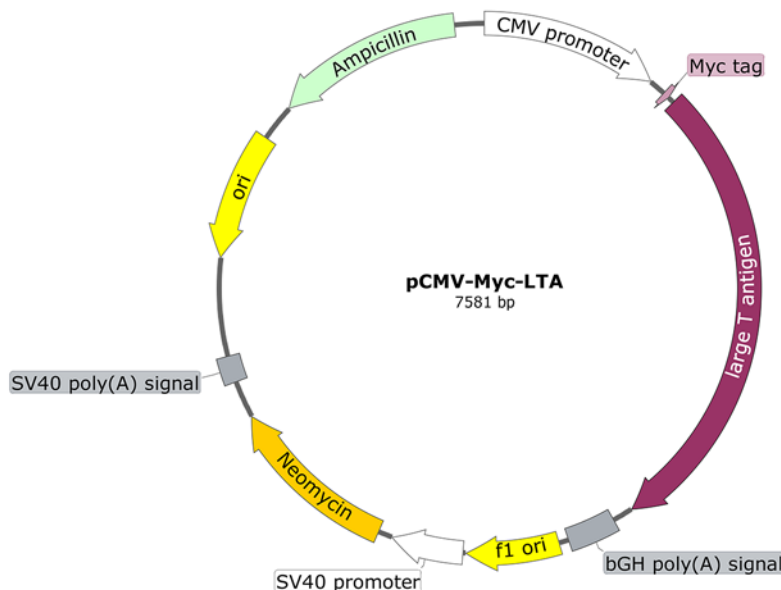 Ampicillin
CMV promoter
Myc tag
ori
pCMV-Myc-LTA
7581 bp
large T antigen
SV40 poly(A) signal
Neomycin
f1 ori
bGH poly(A) signal
SV40 promoter